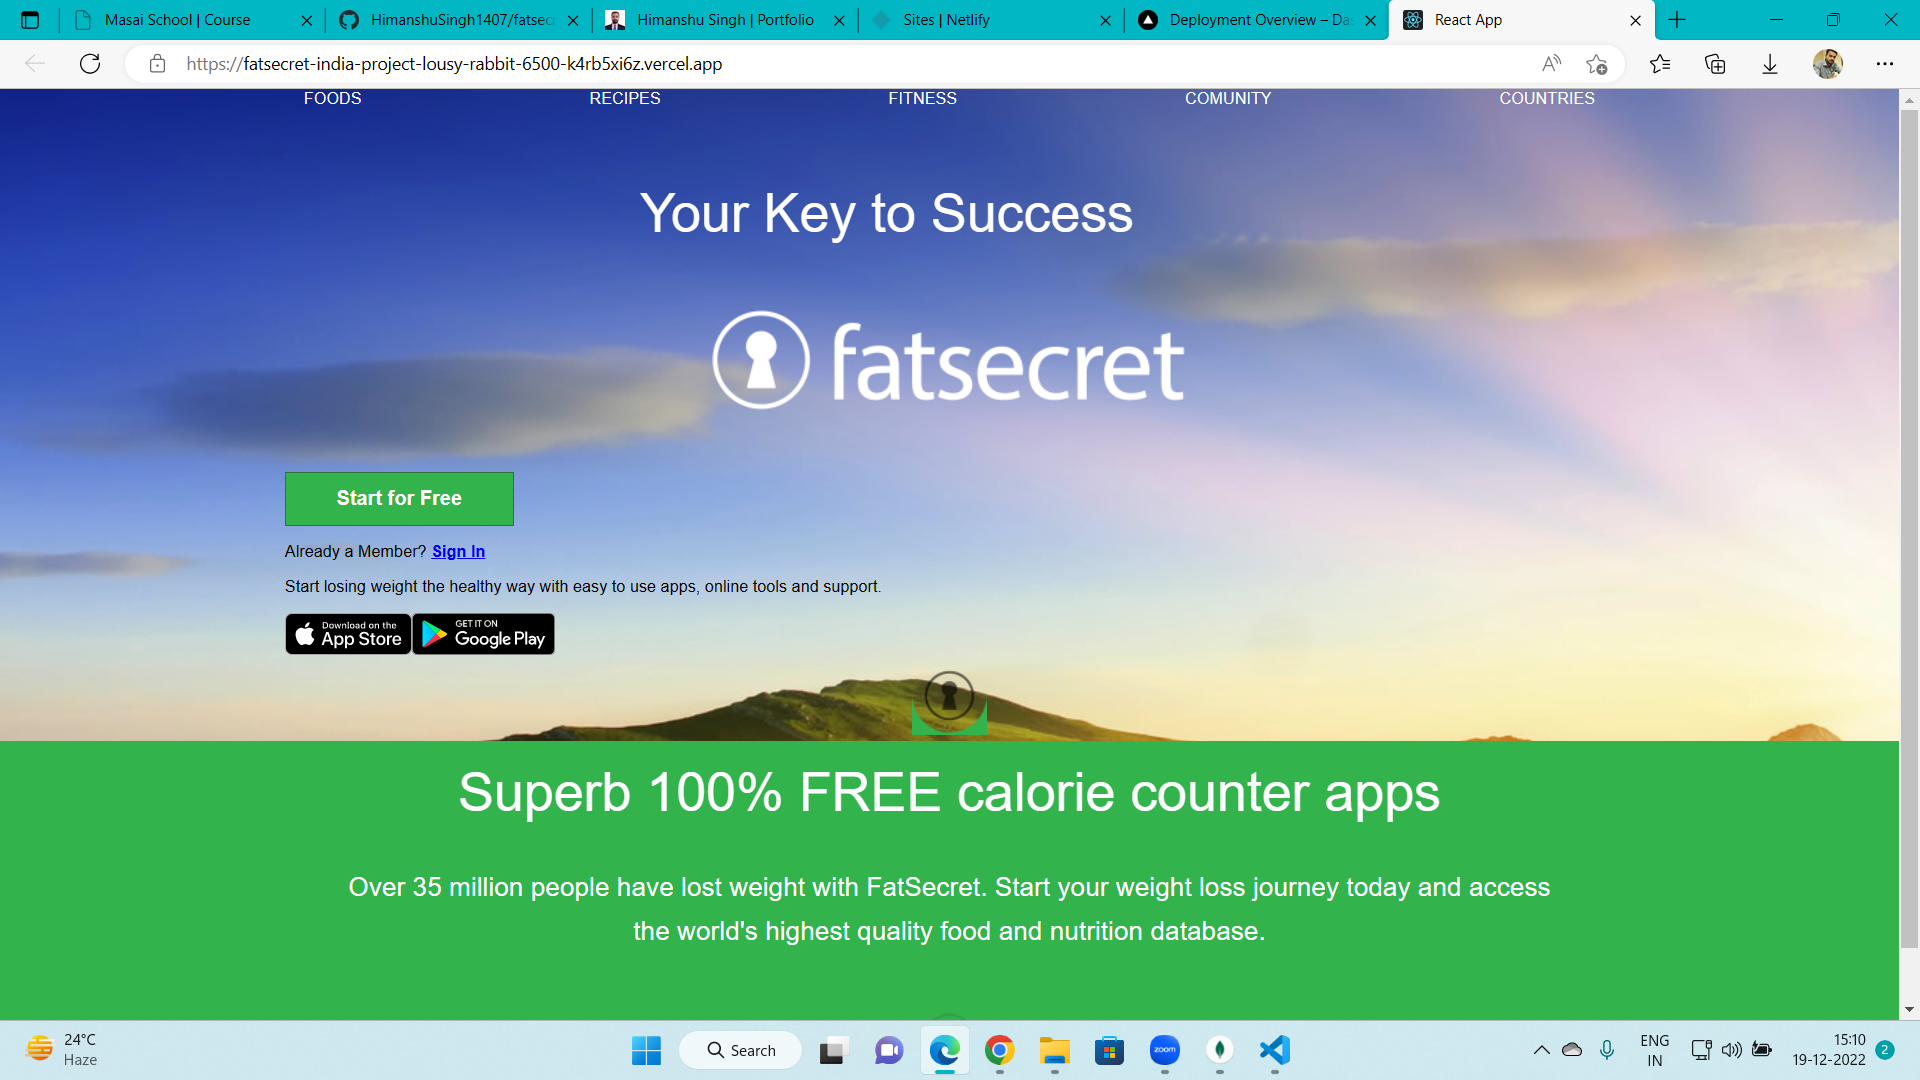 Masai School | Course
HimanshuSingh1407/fatsecr
Himanshu Singh | Portfolio
Sites | Netlify
Deployment Overview – Das
React App
https://fatsecret-india-project-lousy-rabbit-6500-k4rb5xi6z.vercel.app
FOODS
RECIPES
FITNESS
COMUNITY
COUNTRIES
Your Key to Success
fatsecret
Start for Free
Already a Member? Sign In
Start losing weight the healthy way with easy to use apps, online tools and support.
Download on the
App Store
GET IT ON
Google Play
Superb 100% FREE calorie counter apps
Over 35 million people have lost weight with FatSecret. Start your weight loss journey today and access
the world's highest quality food and nutrition database.
24°C
Haze
Search
zoom
ENG
IN
15:10
19-12-2022
2